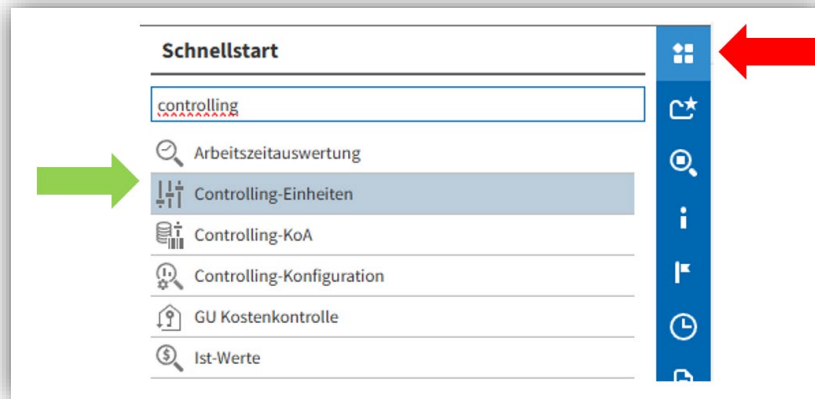 Schnellstart
controlling
Arbeitszeitauswertung
Controlling-Einheiten
Controlling-KoA
Controlling-Konfiguration
GU Kostenkontrolle
Ist-Werte